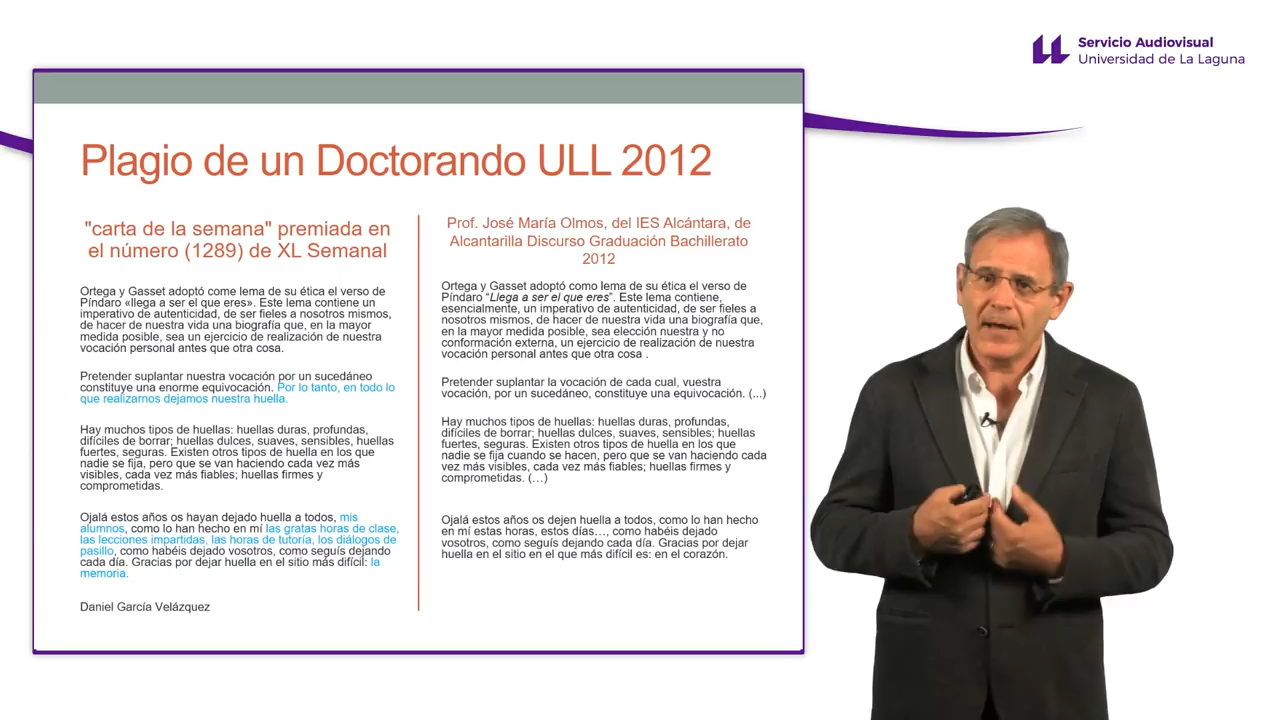 Servicio Audiovisual
Universidad de La Laguna
Plagio de un Doctorando ULL 2012
"carta de la semana" premiada en
el número (1289) de XL Semanal
Ortega y Gasset adoptó come lema de su ética el verso de
Píndaro «llega a ser el que eres». Este lema contiene un
imperativo de autenticidad, de ser fieles a nosotros mismos,
de hacer de nuestra vida una biografía que, en la mayor
medida posible, sea un ejercicio de realización de nuestra
vocación personal antes que otra cosa.
Pretender suplantar nuestra vocación por un sucedáneo
constituye una enorme equivocación. Por lo tanto, en todo lo
que realizarnos dejamos nuestra huella.
Hay muchos tipos de huellas: huellas duras, profundas,
difíciles de borrar; huellas dulces, suaves, sensibles, huellas
fuertes, seguras. Existen otros tipos de huella en los que
nadie se fija, pero que se van haciendo cada vez más
visibles, cada vez más fiables; huellas firmes y
comprometidas.
Ojalá estos años os hayan dejado huella a todos, mis
alumnos, como lo han hecho en mí las gratas horas de clase,
las lecciones impartidas, las horas de tutoría, los diálogos de
pasillo, como habéis dejado vosotros, como seguís dejando
cada día. Gracias por dejar huella en el sitio más difícil: la
memoria.
Daniel García Velázquez
Prof. José María Olmos, del IES Alcántara, de
Alcantarilla Discurso Graduación Bachillerato
2012
Ortega y Gasset adoptó como lema de su ética el verso de
Píndaro “Llega a ser el que eres”. Este lema contiene,
esencialmente, un imperativo de autenticidad, de ser fieles a
nosotros mismos, de hacer de nuestra vida una biografía que,
en la mayor medida posible, sea elección nuestra y no
conformación externa, un ejercicio de realización de nuestra
vocación personal antes que otra cosa .
Pretender suplantar la vocación de cada cual, vuestra
vocación, por un sucedáneo, constituye una equivocación. (...)
Hay muchos tipos de huellas: huellas duras, profundas,
difíciles de borrar; huellas dulces, suaves, sensibles; huellas
fuertes, seguras. Existen otros tipos de huella en los que
nadie se fija cuando se hacen, pero que se van haciendo cada
vez más visibles, cada vez más fiables; huellas firmes y
comprometidas. (…)
Ojalá estos años os dejen huella a todos, como lo han hecho
en mí estas horas, estos días…, como habéis dejado
vosotros, como seguís dejando cada día. Gracias por dejar
huella en el sitio en el que más difícil es: en el corazón.